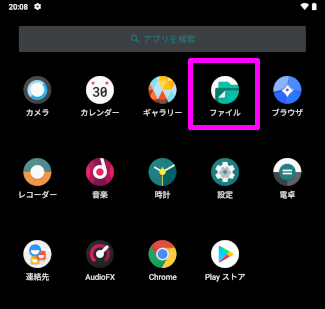 20:08
アプリを検索
カメラ
カレンダー
30
ギャラリー
ファイル
ブラウザ
レコーダー
音楽
時計
設定
電卓
連絡先
AudioFX
Chrome
Play ストア